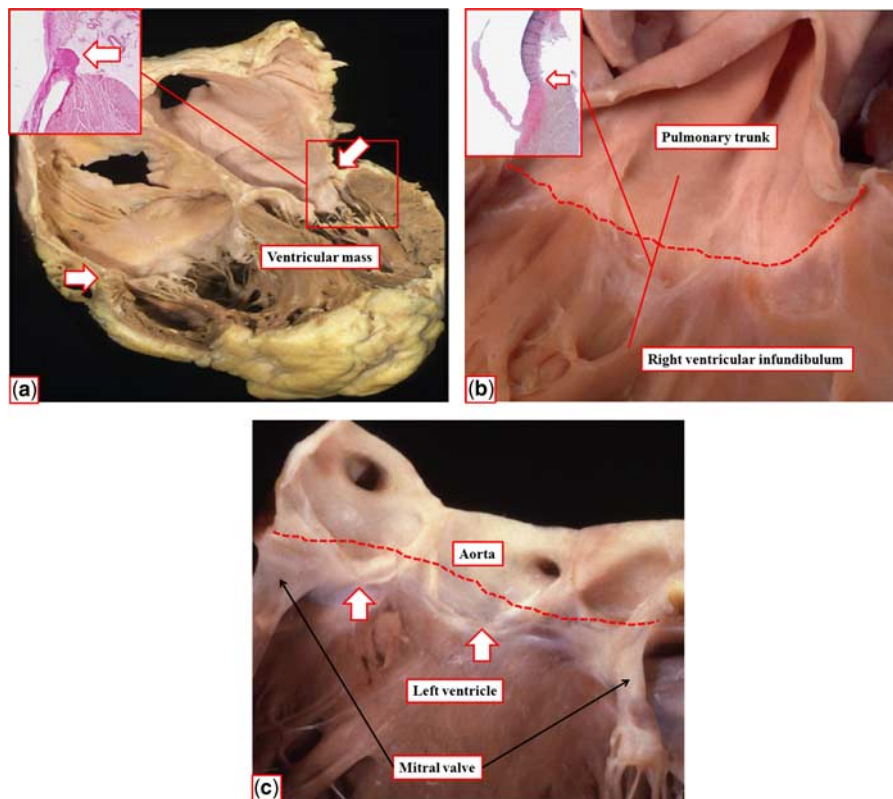 Ventricular mass
(a)
Pulmonary trunk
Right ventricular infundibulum
(b)
Aorta
Left ventricle
Mitral valve
(c)